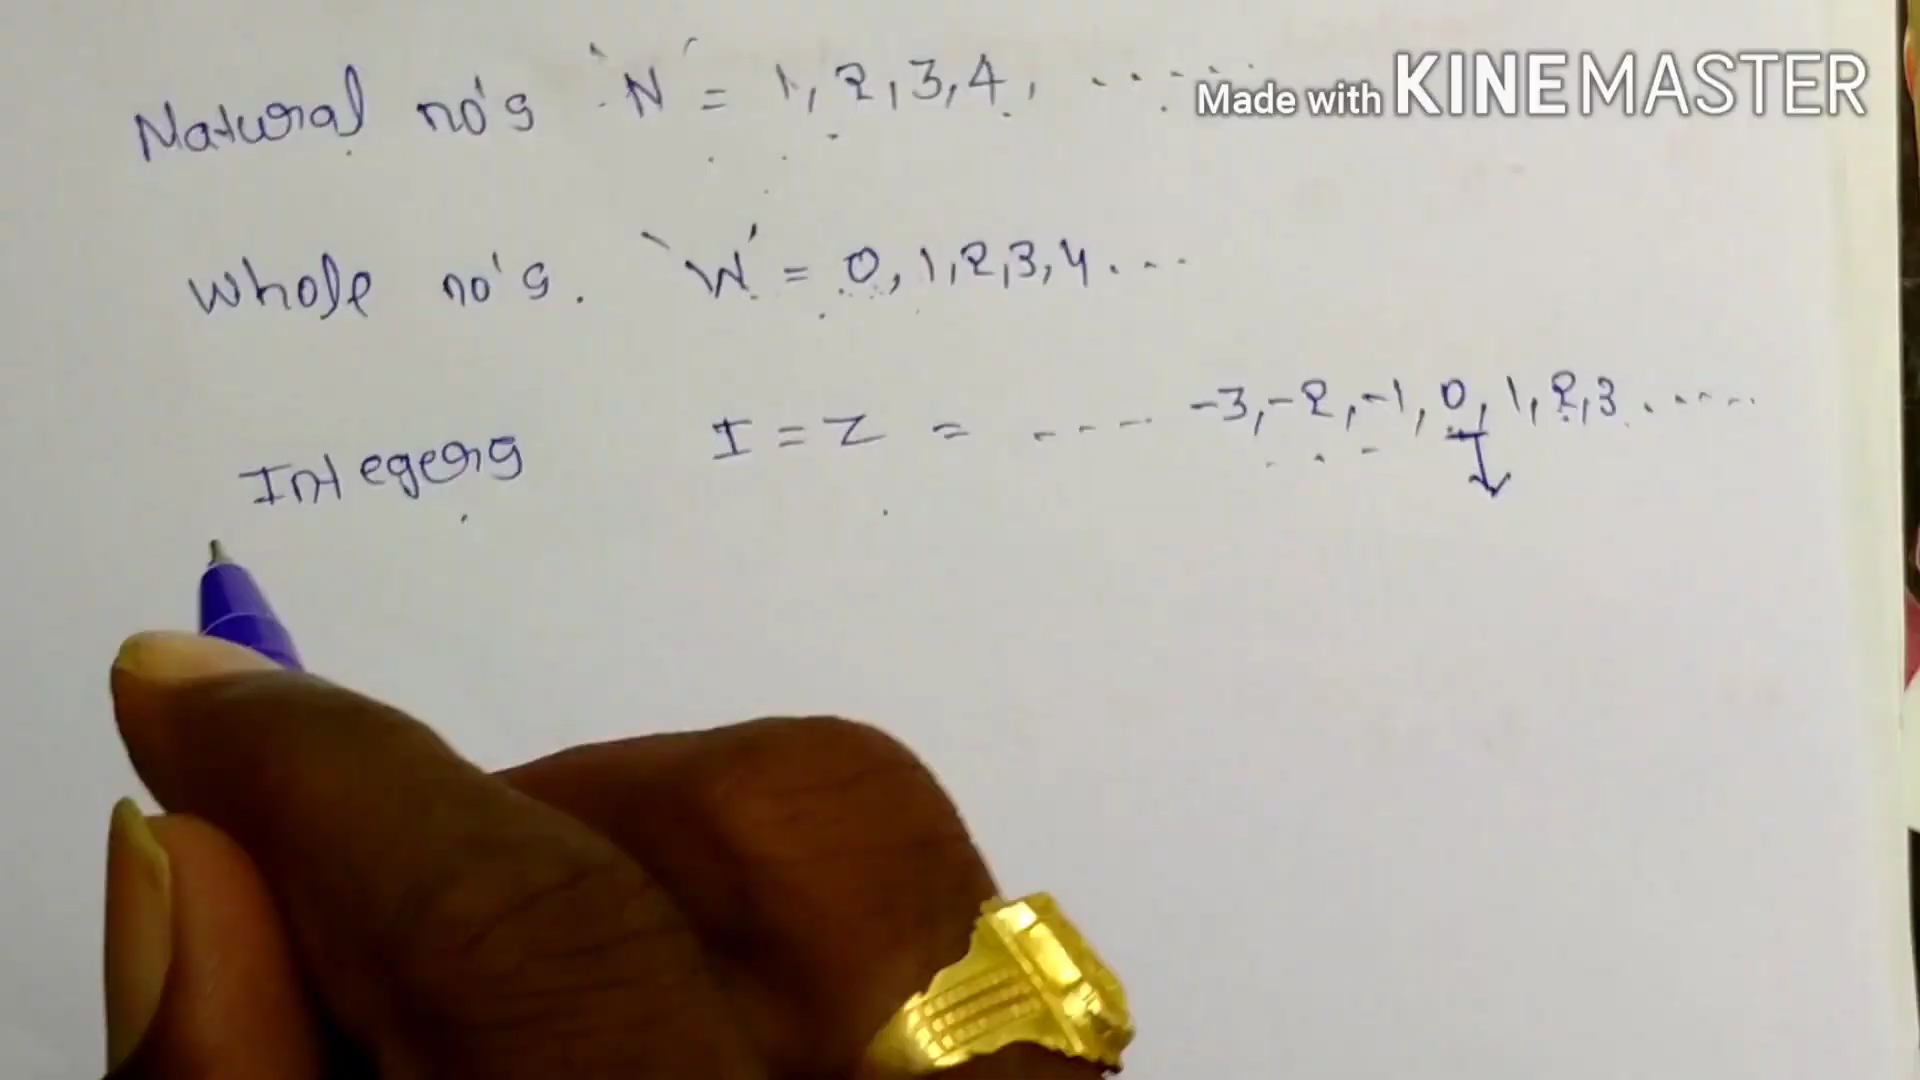 Natural no's 'N' = 1, 2, 3, 4, ......
Made with KINEMASTER
Whole no's. 'W' = 0, 1, 2, 3, 4 ...
Integers I = Z = .... -3, -2, -1, 0, 1, 2, 3 ......